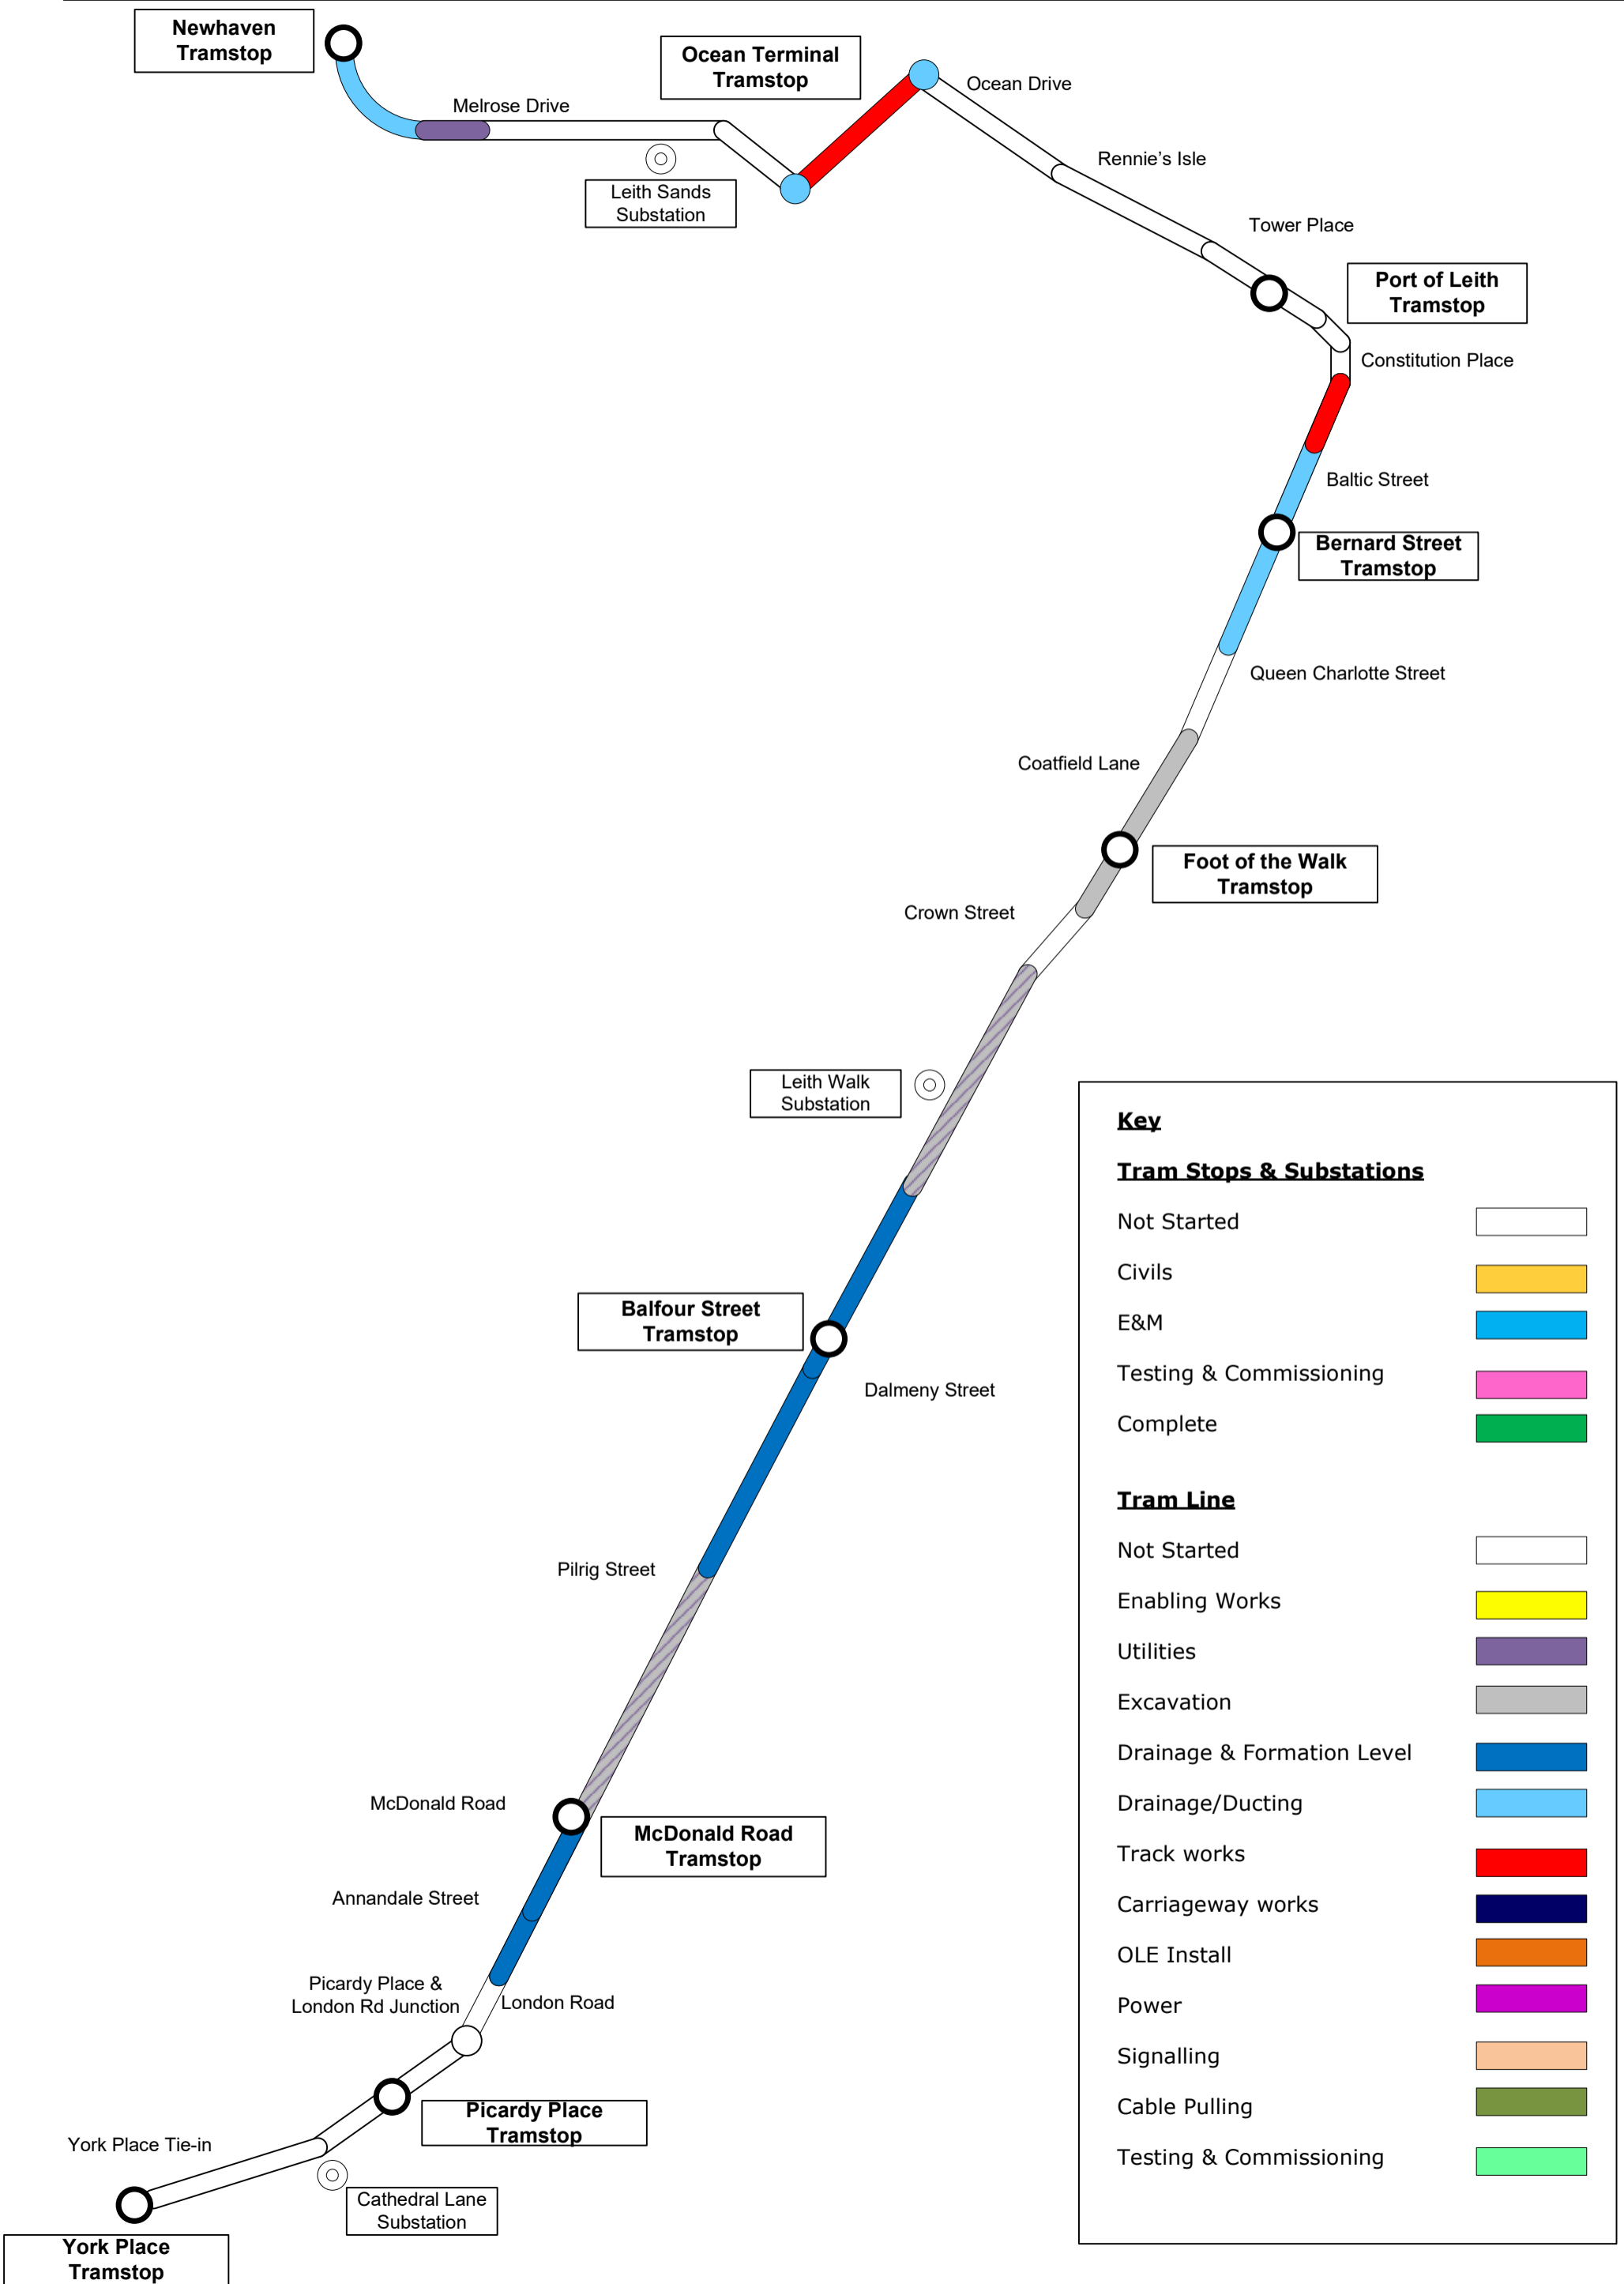 Newhaven
Tramstop
Ocean Terminal
Tramstop
Ocean Drive
Melrose Drive
Rennie's Isle
Leith Sands
Substation
Tower Place
Port of Leith
Tramstop
Constitution Place
Baltic Street
Bernard Street
Tramstop
Queen Charlotte Street
Coatfield Lane
Foot of the Walk
Tramstop
Crown Street
Leith Walk
Substation
Balfour Street
Tramstop
Dalmeny Street
Pilrig Street
McDonald Road
McDonald Road
Tramstop
Annandale Street
Picardy Place &
London Rd Junction
London Road
Picardy Place
Tramstop
York Place Tie-in
Cathedral Lane
Substation
York Place
Tramstop
Key
Tram Stops & Substations
Not Started
Civils
E&M
Testing & Commissioning
Complete
Tram Line
Not Started
Enabling Works
Utilities
Excavation
Drainage & Formation Level
Drainage/Ducting
Track works
Carriageway works
OLE Install
Power
Signalling
Cable Pulling
Testing & Commissioning